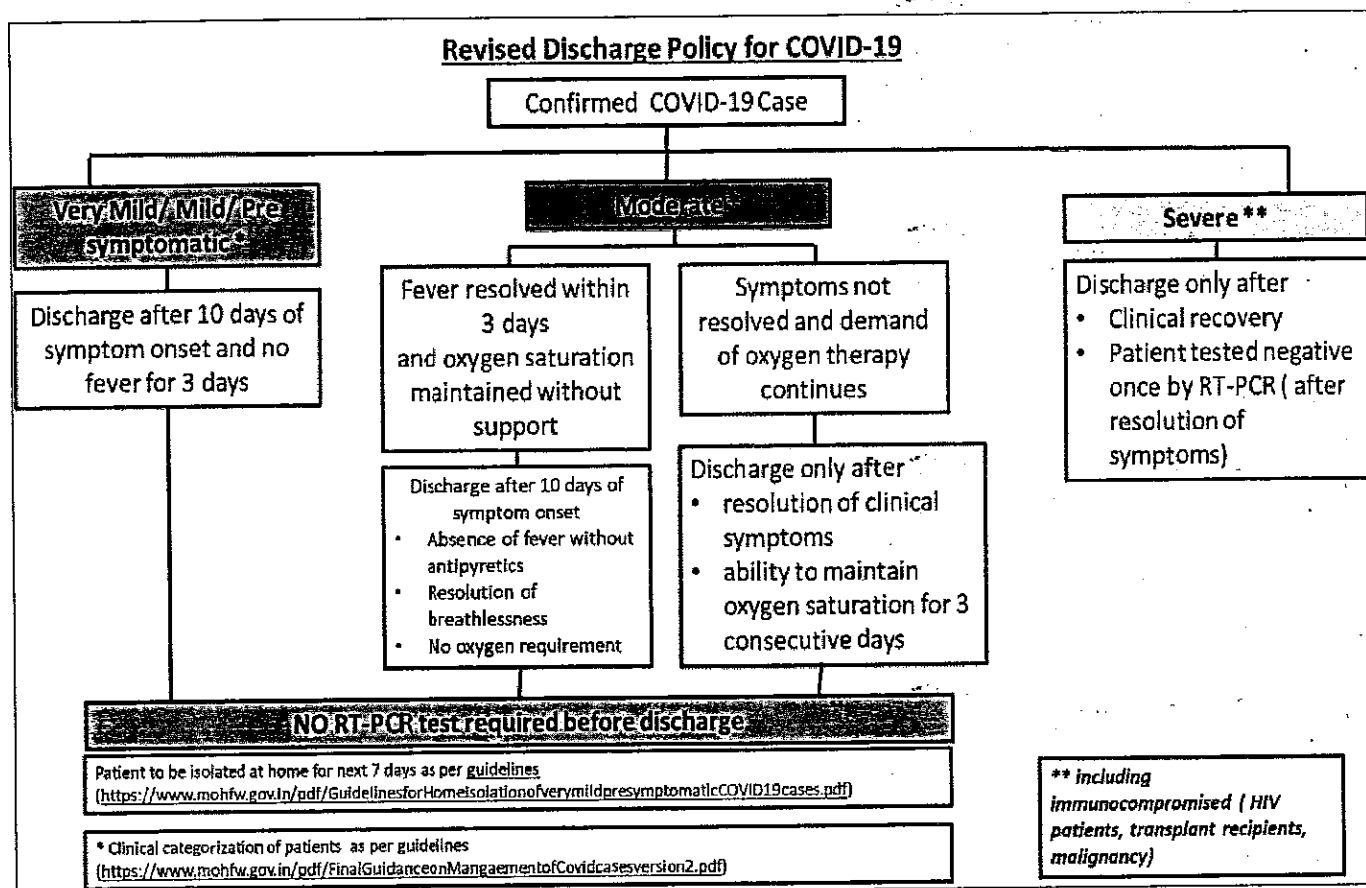 Revised Discharge Policy for COVID-19
Confirmed COVID-19 Case
Very Mild/ Mild/ Pre
symptomatic*
Discharge after 10 days of
symptom onset and no
fever for 3 days
Moderate*
Fever resolved within
3 days
and oxygen saturation
maintained without
support
Discharge after 10 days of
symptom onset
• Absence of fever without
antipyretics
• Resolution of
breathlessness
• No oxygen requirement
Symptoms not
resolved and demand
of oxygen therapy
continues
Discharge only after
• resolution of clinical
symptoms
• ability to maintain
oxygen saturation for 3
consecutive days
Severe **
Discharge only after
• Clinical recovery
• Patient tested negative
once by RT-PCR ( after
resolution of
symptoms)
NO RT-PCR test required before discharge
Patient to be isolated at home for next 7 days as per guidelines
(https://www.mohfw.gov.in/pdf/GuidelinesforHomeIsolationofverymildpresymptomaticCOVID19cases.pdf)
* Clinical categorization of patients as per guidelines
(https://www.mohfw.gov.in/pdf/FinalGuidanceonMangaementofCovidcasesversion2.pdf)
** including
immunocompromised ( HIV
patients, transplant recipients,
malignancy)